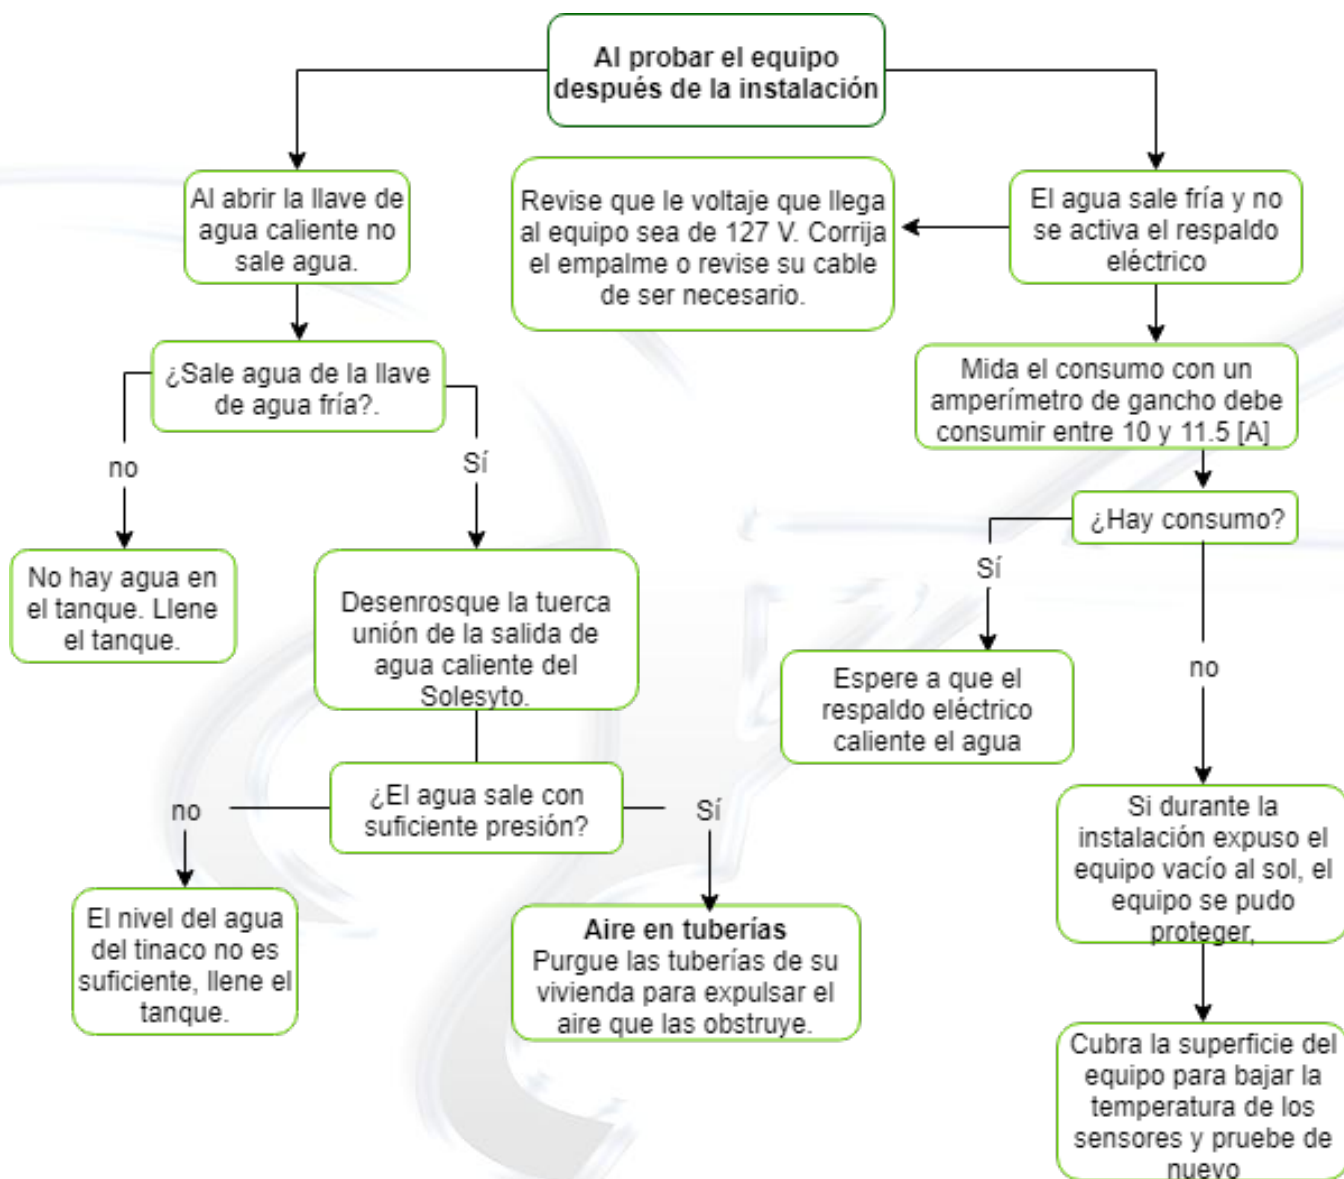 Al probar el equipo
después de la instalación
Al abrir la llave de
agua caliente no
sale agua.
Revise que le voltaje que llega
al equipo sea de 127 V. Corrija
el empalme o revise su cable
de ser necesario.
El agua sale fría y no
se activa el respaldo
eléctrico
¿Sale agua de la llave
de agua fría?.
Mida el consumo con un
amperímetro de gancho debe
consumir entre 10 y 11.5 [A]
no
Sí
¿Hay consumo?
Sí
no
No hay agua en
el tanque. Llene
el tanque.
Desenrosque la tuerca
unión de la salida de
agua caliente del
Solesyto.
Espere a que el
respaldo eléctrico
caliente el agua
¿El agua sale con
suficiente presión?
no
Sí
Si durante la
instalación expuso el
equipo vacío al sol, el
equipo se pudo
proteger,
El nivel del agua
del tinaco no es
suficiente, llene el
tanque.
Aire en tuberías
Purgue las tuberías de su
vivienda para expulsar el
aire que las obstruye.
Cubra la superficie del
equipo para bajar la
temperatura de los
sensores y pruebe de
nuevo